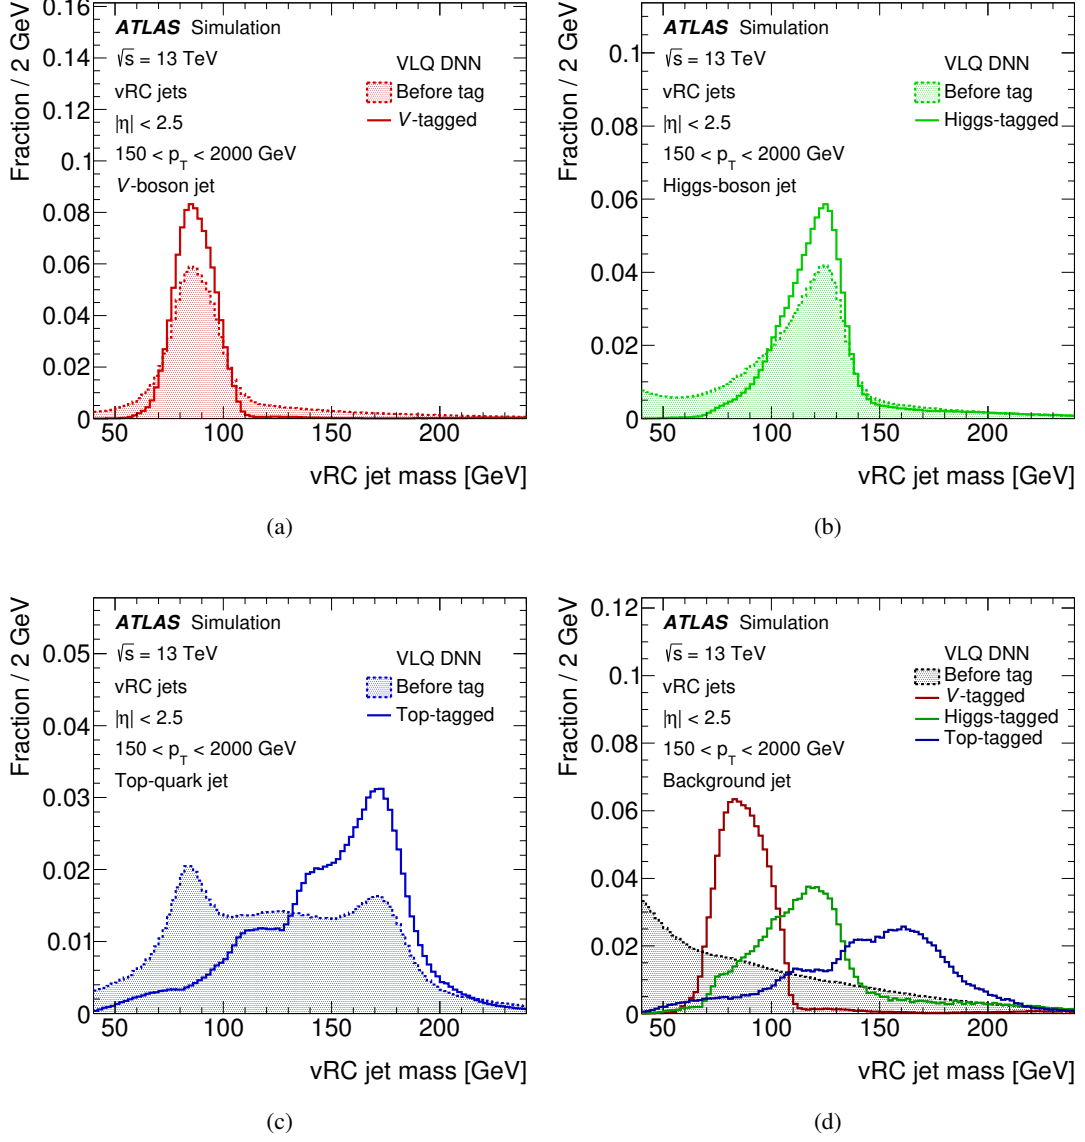 ATLAS Simulation
√s = 13 TeV
vRC jets
|η| < 2.5
150 < p_T < 2000 GeV
V-boson jet
VLQ DNN
Before tag
V-tagged
Fraction / 2 GeV
0.16
0.14
0.12
0.1
0.08
0.06
0.04
0.02
0
50 100 150 200
vRC jet mass [GeV]
(a)
ATLAS Simulation
√s = 13 TeV
vRC jets
|η| < 2.5
150 < p_T < 2000 GeV
Higgs-boson jet
VLQ DNN
Before tag
Higgs-tagged
Fraction / 2 GeV
0.1
0.08
0.06
0.04
0.02
0
50 100 150 200
vRC jet mass [GeV]
(b)
ATLAS Simulation
√s = 13 TeV
vRC jets
|η| < 2.5
150 < p_T < 2000 GeV
Top-quark jet
VLQ DNN
Before tag
Top-tagged
Fraction / 2 GeV
0.05
0.04
0.03
0.02
0.01
0
50 100 150 200
vRC jet mass [GeV]
(c)
ATLAS Simulation
√s = 13 TeV
vRC jets
|η| < 2.5
150 < p_T < 2000 GeV
Background jet
VLQ DNN
Before tag
V-tagged
Higgs-tagged
Top-tagged
Fraction / 2 GeV
0.12
0.1
0.08
0.06
0.04
0.02
0
50 100 150 200
vRC jet mass [GeV]
(d)